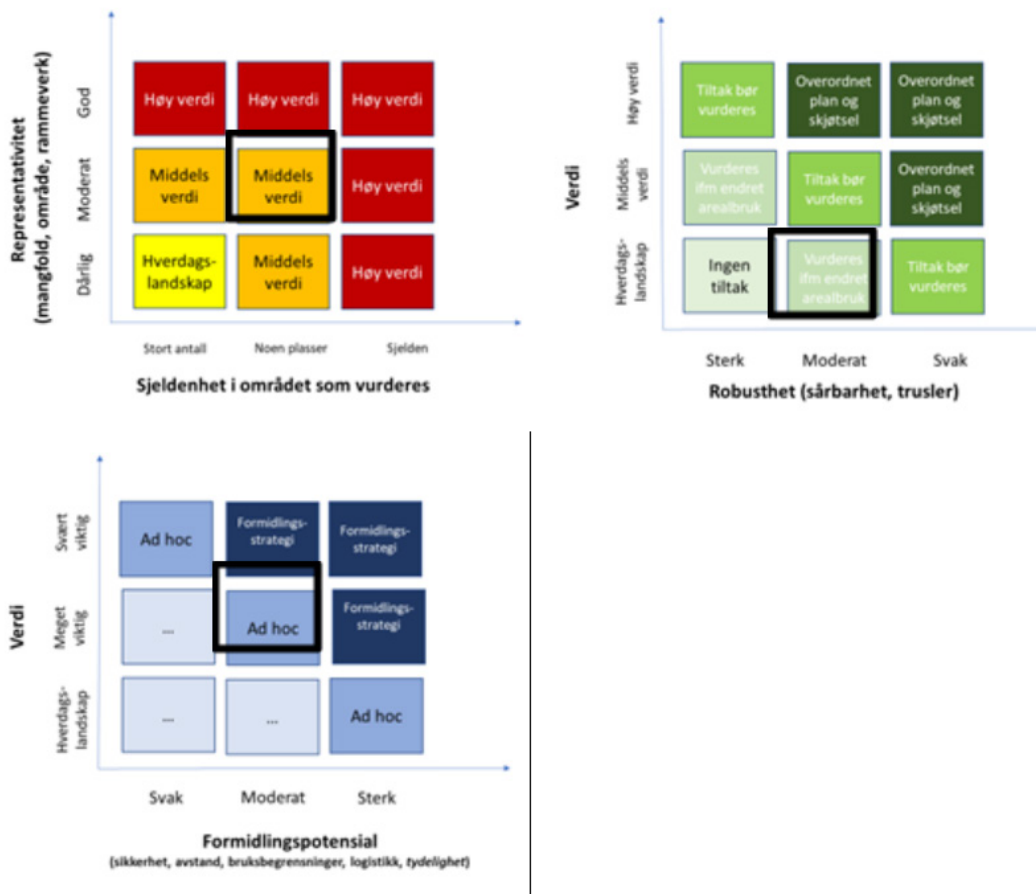 Representativitet
(mangfold, område, rammeverk)
God
Moderat
Dårlig
Høy verdi
Høy verdi
Høy verdi
Middels
verdi
Middels
verdi
Høy verdi
Hverdags-
landskap
Middels
verdi
Høy verdi
Stort antall
Noen plasser
Sjelden
Sjeldenhet i området som vurderes
Verdi
Høy verdi
Middels
verdi
Hverdags-
landskap
Tiltak bør
vurderes
Overordnet
plan og
skjøtsel
Overordnet
plan og
skjøtsel
Vurderes
ifm endret
arealbruk
Tiltak bør
vurderes
Overordnet
plan og
skjøtsel
Ingen
tiltak
Vurderes
ifm endret
arealbruk
Tiltak bør
vurderes
Sterk
Moderat
Svak
Robusthet (sårbarhet, trusler)
Verdi
Svært
viktig
Meget
viktig
Hverdags-
landskap
Ad hoc
Formidlings-
strategi
Formidlings-
strategi
...
Ad hoc
Formidlings-
strategi
...
...
Ad hoc
Svak
Moderat
Sterk
Formidlingspotensial
(sikkerhet, avstand, bruksbegrensninger, logistikk, tydelighet)